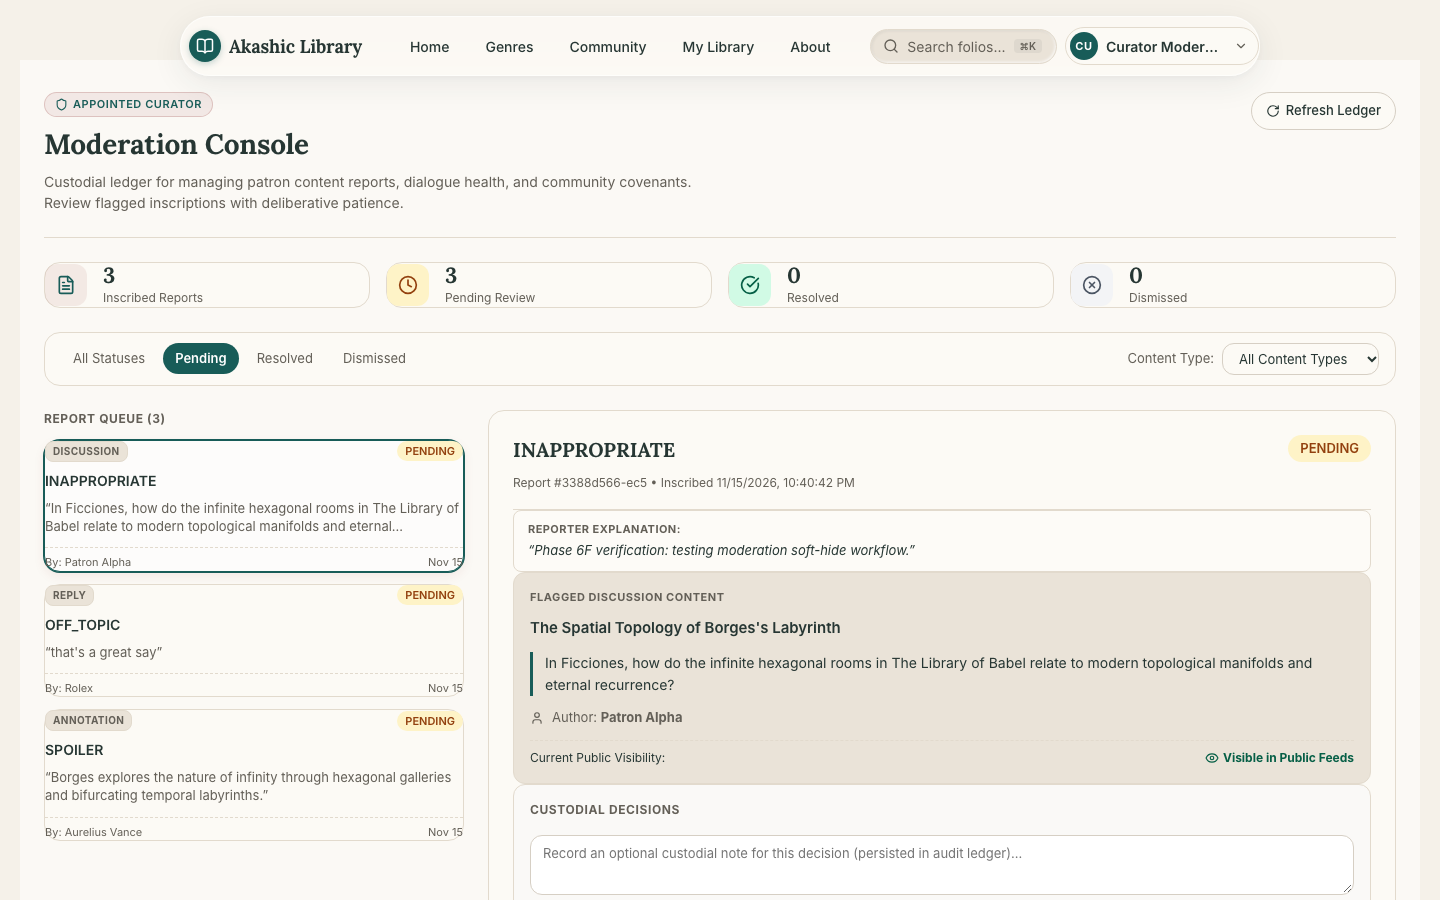 Akashic Library
Home
Genres
Community
My Library
About
Search folios...
⌘K
CU
Curator Moder...
APPOINTED CURATOR
Refresh Ledger
Moderation Console
Custodial ledger for managing patron content reports, dialogue health, and community covenants.
Review flagged inscriptions with deliberative patience.
3
Inscribed Reports
3
Pending Review
0
Resolved
0
Dismissed
All Statuses
Pending
Resolved
Dismissed
Content Type:
All Content Types
REPORT QUEUE (3)
DISCUSSION
PENDING
INAPPROPRIATE
“In Ficciones, how do the infinite hexagonal rooms in The Library of
Babel relate to modern topological manifolds and eternal...
By: Patron Alpha
Nov 15
REPLY
PENDING
OFF_TOPIC
“that's a great say”
By: Rolex
Nov 15
ANNOTATION
PENDING
SPOILER
“Borges explores the nature of infinity through hexagonal galleries
and bifurcating temporal labyrinths.”
By: Aurelius Vance
Nov 15
INAPPROPRIATE
PENDING
Report #3388d566-ec5 • Inscribed 11/15/2026, 10:40:42 PM
REPORTER EXPLANATION:
“Phase 6F verification: testing moderation soft-hide workflow.”
FLAGGED DISCUSSION CONTENT
The Spatial Topology of Borges's Labyrinth
In Ficciones, how do the infinite hexagonal rooms in The Library of Babel relate to modern topological manifolds and
eternal recurrence?
Author: Patron Alpha
Current Public Visibility:
Visible in Public Feeds
CUSTODIAL DECISIONS
Record an optional custodial note for this decision (persisted in audit ledger)...